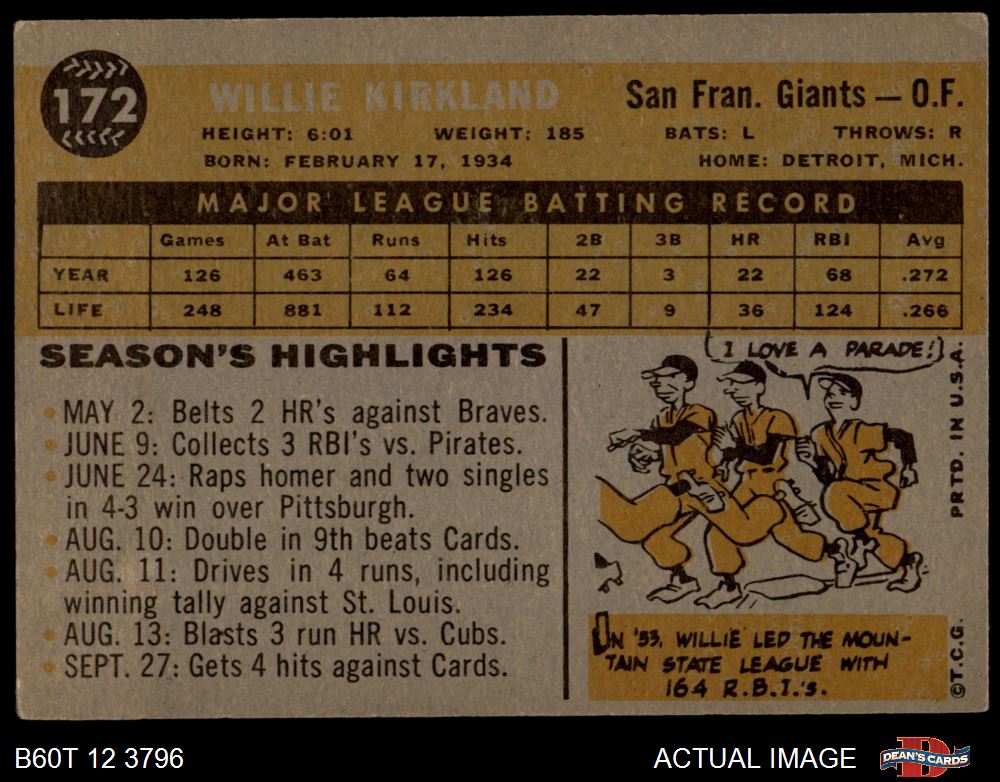 172
WILLIE KIRKLAND
San Fran. Giants — O.F.
HEIGHT: 6:01 WEIGHT: 185 BATS: L THROWS: R
BORN: FEBRUARY 17, 1934 HOME: DETROIT, MICH.
MAJOR LEAGUE BATTING RECORD
Games At Bat Runs Hits 2B 3B HR RBI Avg
YEAR 126 463 64 126 22 3 22 68 .272
LIFE 248 881 112 234 47 9 36 124 .266
SEASON'S HIGHLIGHTS
• MAY 2: Belts 2 HR's against Braves.
• JUNE 9: Collects 3 RBI's vs. Pirates.
• JUNE 24: Raps homer and two singles
in 4-3 win over Pittsburgh.
• AUG. 10: Double in 9th beats Cards.
• AUG. 11: Drives in 4 runs, including
winning tally against St. Louis.
• AUG. 13: Blasts 3 run HR vs. Cubs.
• SEPT. 27: Gets 4 hits against Cards.
I LOVE A PARADE!
IN '53, WILLIE LED THE MOUN-
TAIN STATE LEAGUE WITH
164 R.B.I.'s.
©T.C.G. PRTD. IN U.S.A.
B60T 12 3796
ACTUAL IMAGE
D
DEAN'S CARDS